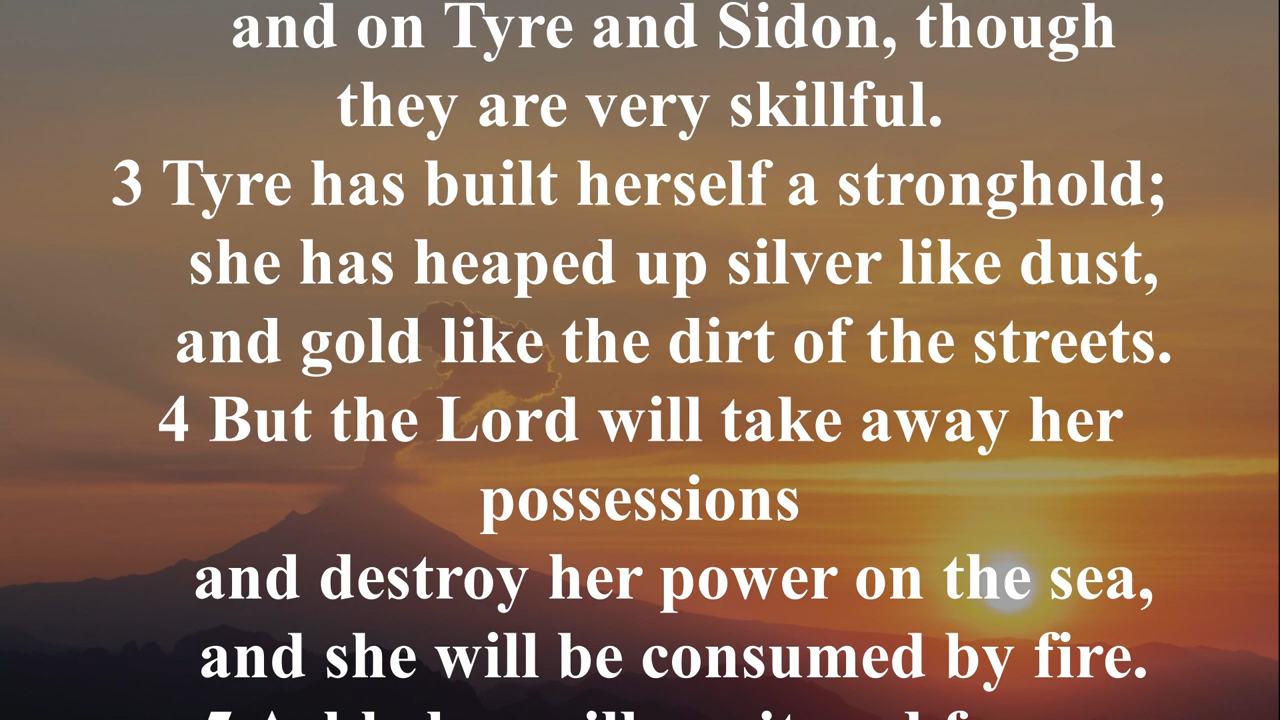 and on Tyre and Sidon, though
they are very skillful.
3 Tyre has built herself a stronghold;
she has heaped up silver like dust,
and gold like the dirt of the streets.
4 But the Lord will take away her
possessions
and destroy her power on the sea,
and she will be consumed by fire.